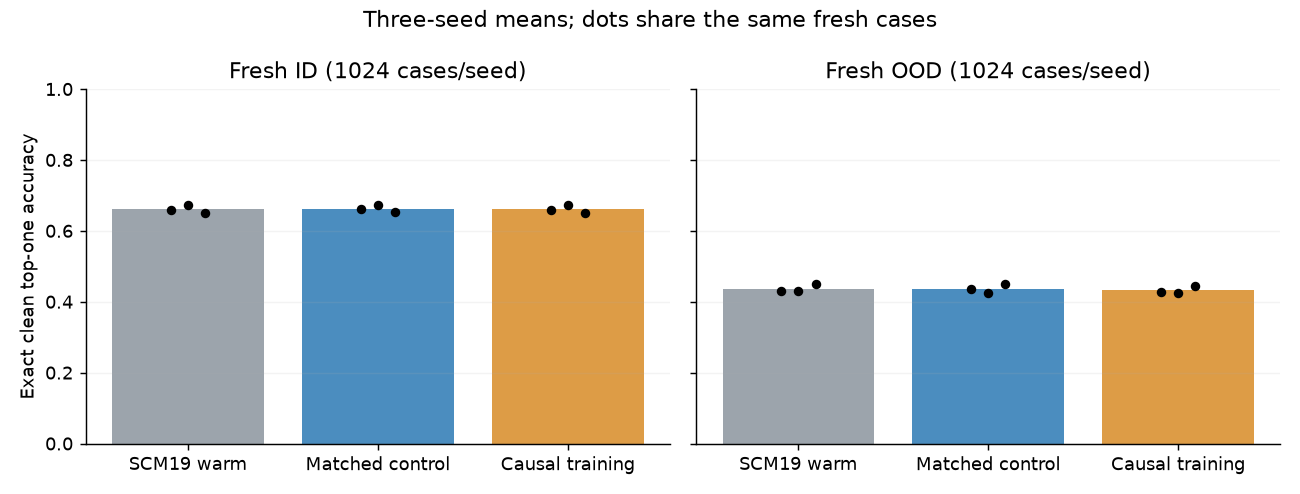 Three-seed means; dots share the same fresh cases
Fresh ID (1024 cases/seed)
Fresh OOD (1024 cases/seed)
Exact clean top-one accuracy
1.0
0.8
0.6
0.4
0.2
0.0
SCM19 warm
Matched control
Causal training
SCM19 warm
Matched control
Causal training